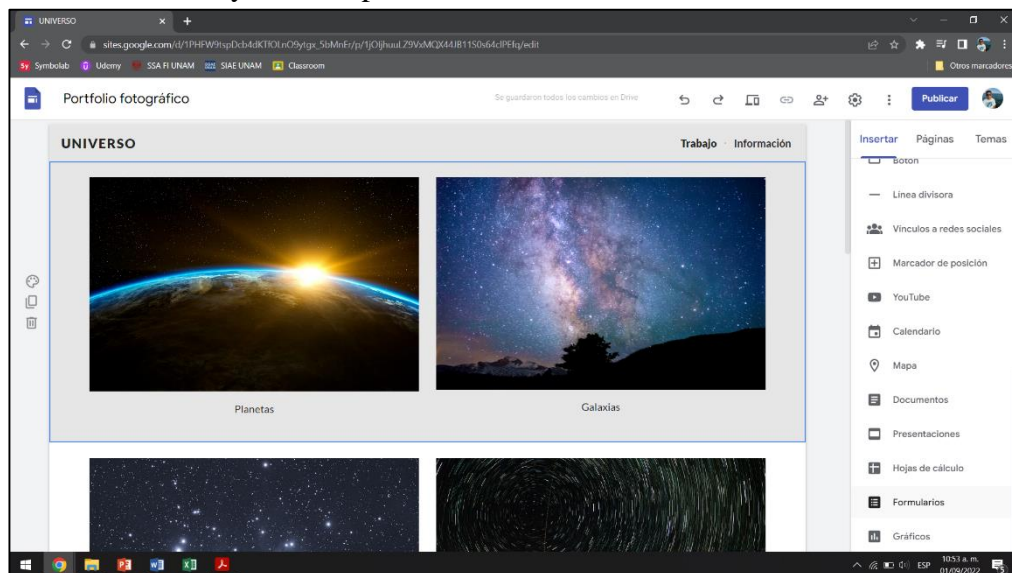 UNIVERSO
sites.google.com/d/1PHFW9tspDcb4dKTfOLnO9ytgx_5bMnEr/p/1jOljhuuLZ9VxMQX44JB11S0s64clPEfq/edit
Sy Symbolab Udemy SSA FI UNAM SIAE UNAM Classroom Otros marcadores
Portfolio fotográfico Se guardaron todos los cambios en Drive Publicar
Insertar Páginas Temas
UNIVERSO Trabajo Información
Botón
Línea divisora
Vínculos a redes sociales
Marcador de posición
YouTube
Calendario
Mapa
Planetas Galaxias
Documentos
Presentaciones
Hojas de cálculo
Formularios
Gráficos
ESP 10:53 a. m.
01/09/2022